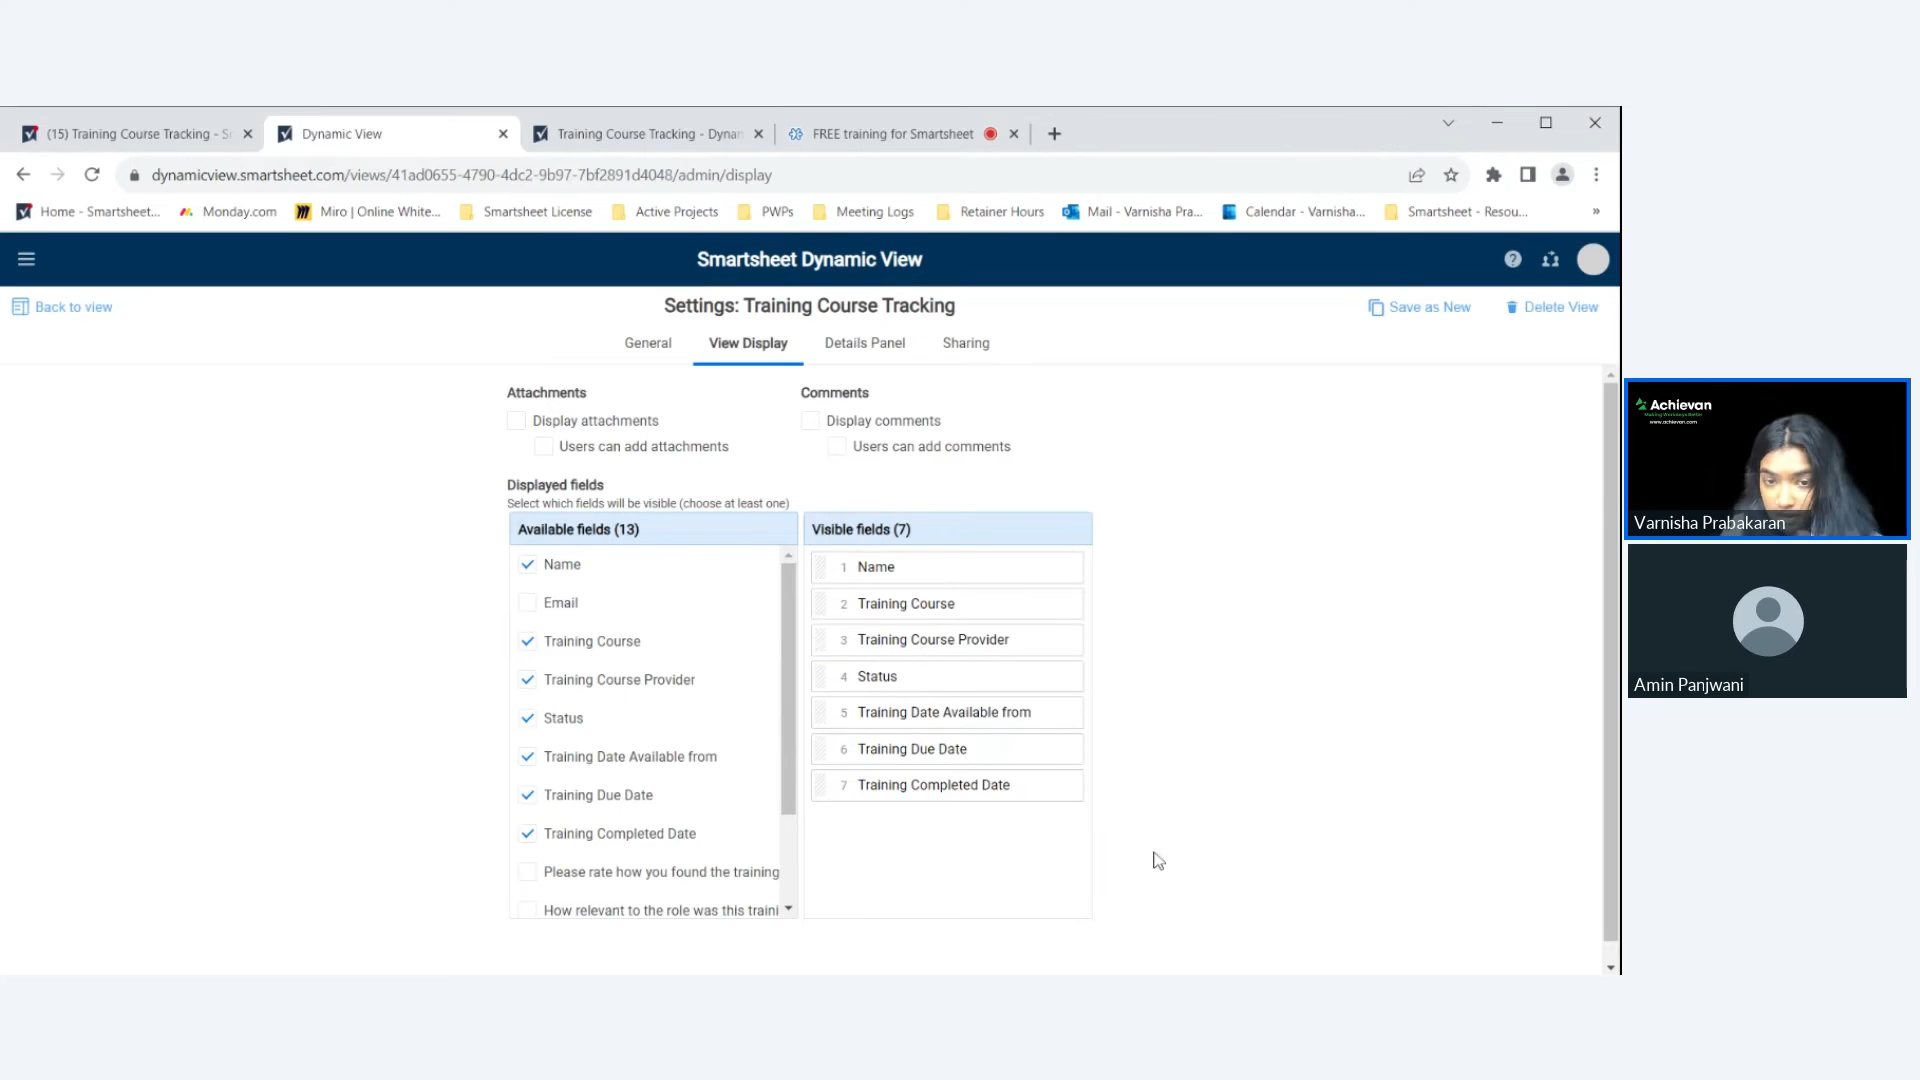 (15) Training Course Tracking - S
Dynamic View
Training Course Tracking - Dynan
FREE training for Smartsheet
dynamicview.smartsheet.com/views/41ad0655-4790-4dc2-9b97-7bf2891d4048/admin/display
Home - Smartsheet...
Monday.com
Miro | Online White...
Smartsheet License
Active Projects
PWPs
Meeting Logs
Retainer Hours
Mail - Varnisha Pra...
Calendar - Varnisha...
Smartsheet - Resou...
»
Smartsheet Dynamic View
Back to view
Settings: Training Course Tracking
Save as New
Delete View
General
View Display
Details Panel
Sharing
Attachments
Comments
Display attachments
Display comments
Users can add attachments
Users can add comments
Displayed fields
Select which fields will be visible (choose at least one)
Available fields (13)
Visible fields (7)
Name
Email
Training Course
Training Course Provider
Status
Training Date Available from
Training Due Date
Training Completed Date
Please rate how you found the training
How relevant to the role was this traini
1 Name
2 Training Course
3 Training Course Provider
4 Status
5 Training Date Available from
6 Training Due Date
7 Training Completed Date
Achievan
Making Workdays Better
www.achievan.com
Varnisha Prabakaran
Amin Panjwani